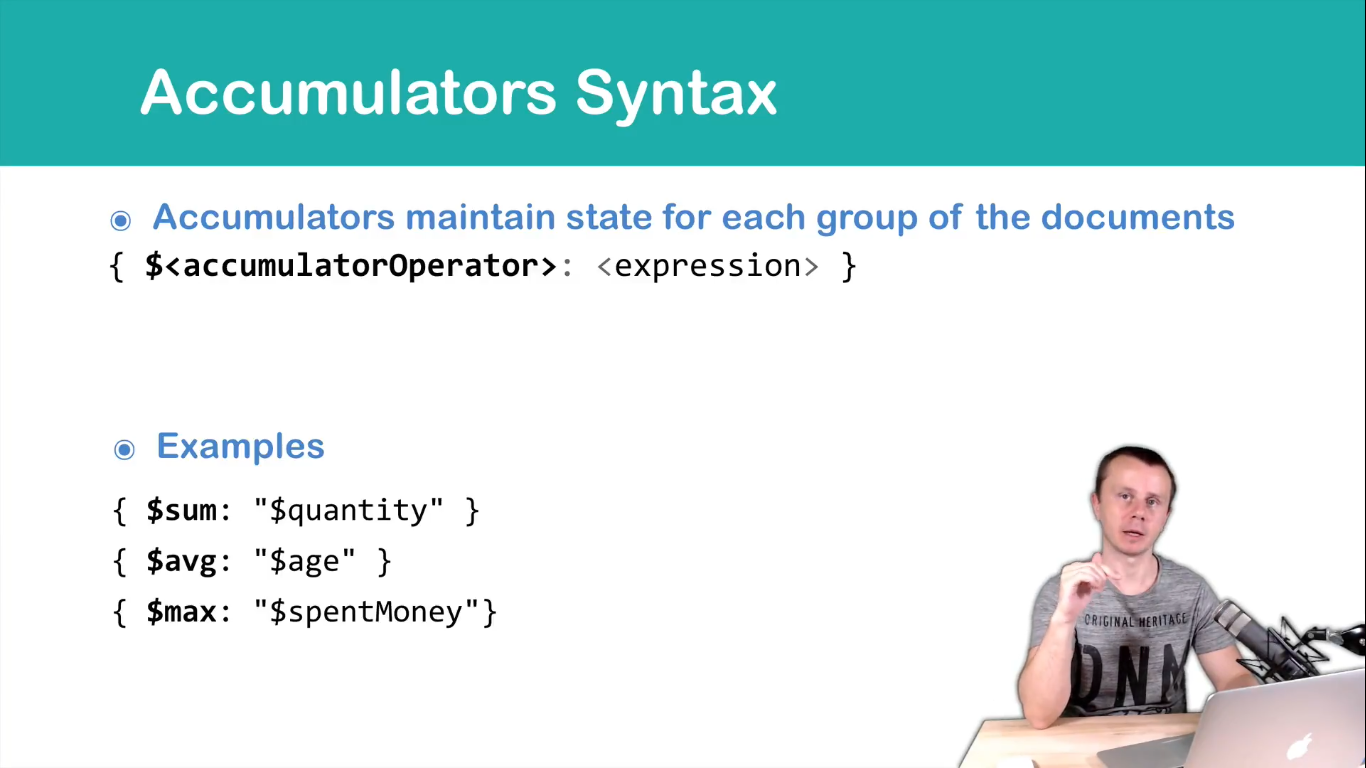 Accumulators Syntax
Accumulators maintain state for each group of the documents
{ $<accumulatorOperator>: <expression> }
Examples
{ $sum: "$quantity" }
{ $avg: "$age" }
{ $max: "$spentMoney"}
ORIGINAL HERITAGE
DNM